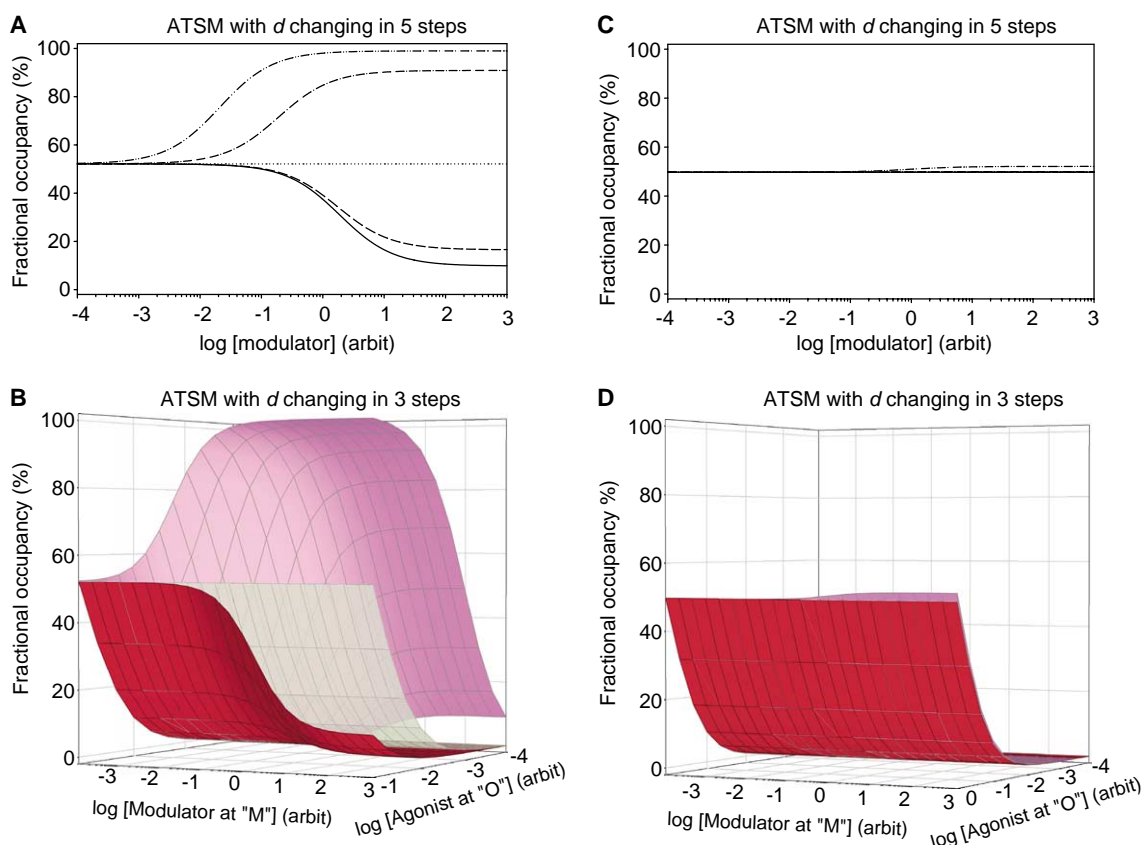 A
ATSM with d changing in 5 steps
Fractional occupancy (%)
100
80
60
40
20
0
-4 -3 -2 -1 0 1 2 3
log [modulator] (arbit)
C
ATSM with d changing in 5 steps
Fractional occupancy (%)
100
80
60
40
20
0
-4 -3 -2 -1 0 1 2 3
log [modulator] (arbit)
B
ATSM with d changing in 3 steps
Fractional occupancy (%)
100
80
60
40
20
0
-3 -2 -1 0 1 2 3
log [Modulator at "M"] (arbit)
-1 -2 -3 -4
log [Agonist at "O"] (arbit)
D
ATSM with d changing in 3 steps
Fractional occupancy %)
100
80
60
40
20
0
-3 -2 -1 0 1 2 3
log [Modulator at "M"] (arbit)
0 -1 -2 -3 -4
log [Agonist at "O"] (arbit)